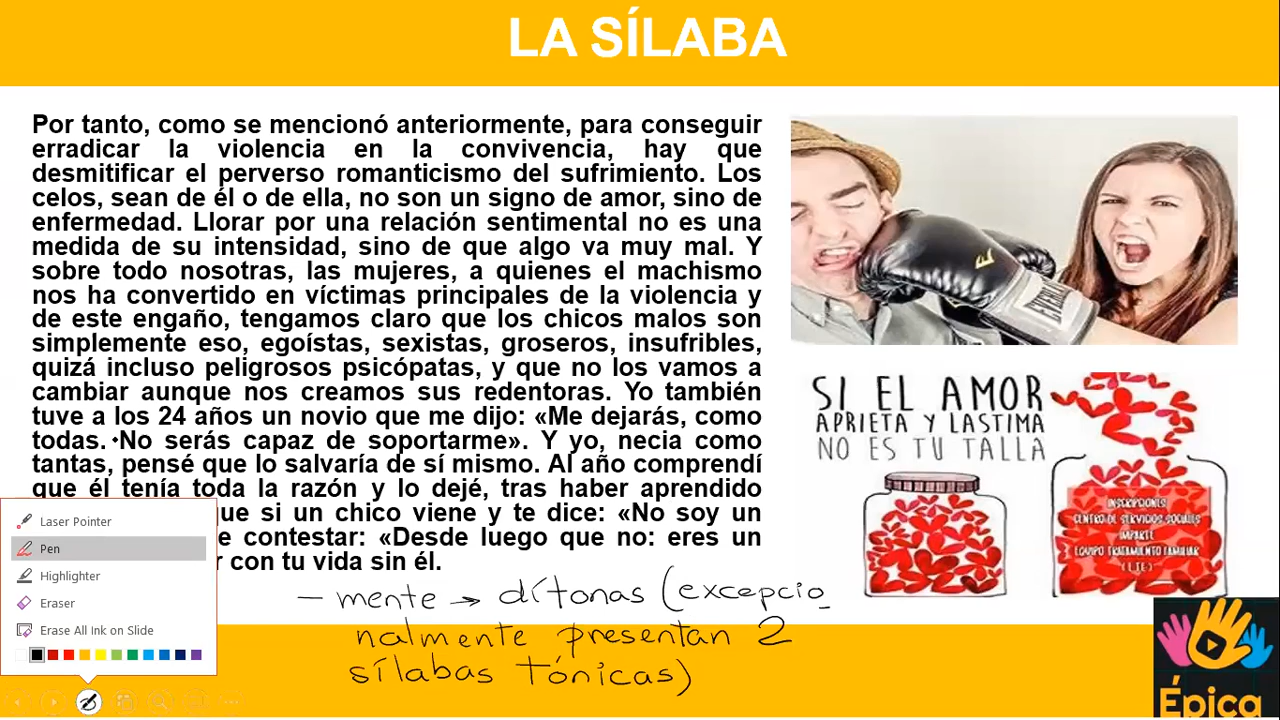 LA SÍLABA
Por tanto, como se mencionó anteriormente, para conseguir
erradicar la violencia en la convivencia, hay que
desmitificar el perverso romanticismo del sufrimiento. Los
celos, sean de él o de ella, no son un signo de amor, sino de
enfermedad. Llorar por una relación sentimental no es una
medida de su intensidad, sino de que algo va muy mal. Y
sobre todo nosotras, las mujeres, a quienes el machismo
nos ha convertido en víctimas principales de la violencia y
de este engaño, tengamos claro que los chicos malos son
simplemente eso, egoístas, sexistas, groseros, insufribles,
quizá incluso peligrosos psicópatas, y que no los vamos a
cambiar aunque nos creamos sus redentoras. Yo también
tuve a los 24 años un novio que me dijo: «Me dejarás, como
todas. No serás capaz de soportarme». Y yo, necia como
tantas, pensé que lo salvaría de sí mismo. Al año comprendí
que él tenía toda la razón y lo dejé, tras haber aprendido
que si un chico viene y te dice: «No soy un
contestar: «Desde luego que no: eres un
con tu vida sin él.
– mente → dítonas (excepcio_
nalmente presentan 2
sílabas tónicas)
SI EL AMOR
APRIETA Y LASTIMA
NO ES TU TALLA
INSCRIPCIONES
CENTRO DE SERVICIOS SOCIALES
IMPARTE
EQUIPO TRATAMIENTO FAMILIAR
EVERLAST
Laser Pointer
Pen
Highlighter
Eraser
Erase All Ink on Slide
Épica